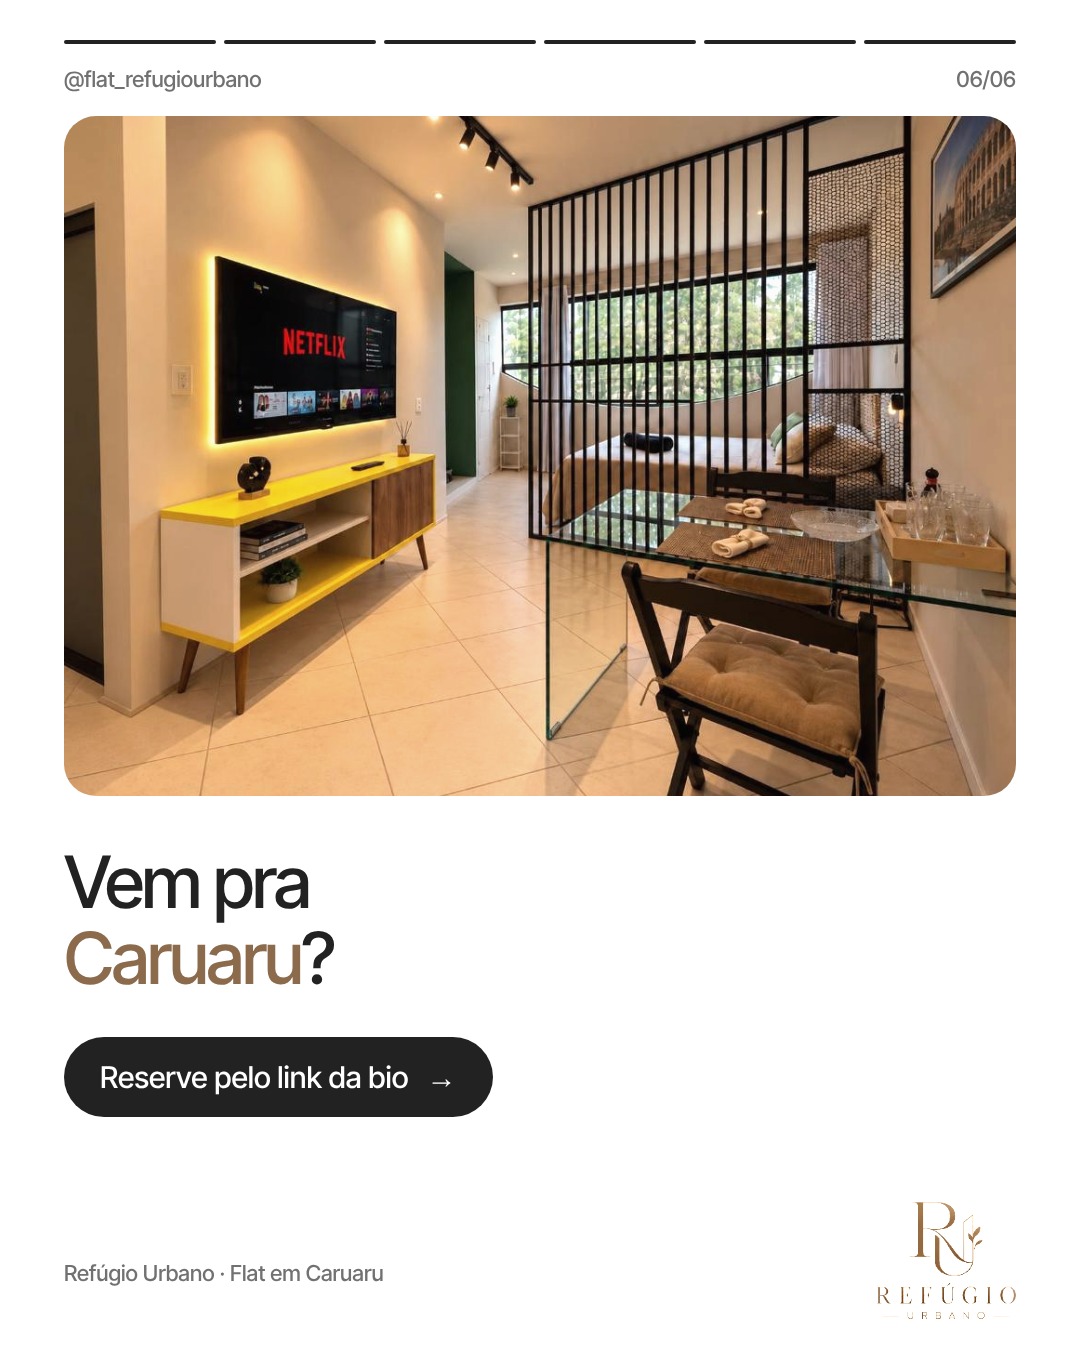 @flat_refugiourbano
06/06
NETFLIX
Vem pra
Caruaru?
Reserve pelo link da bio →
Refúgio Urbano · Flat em Caruaru
RU
REFÚGIO
URBANO